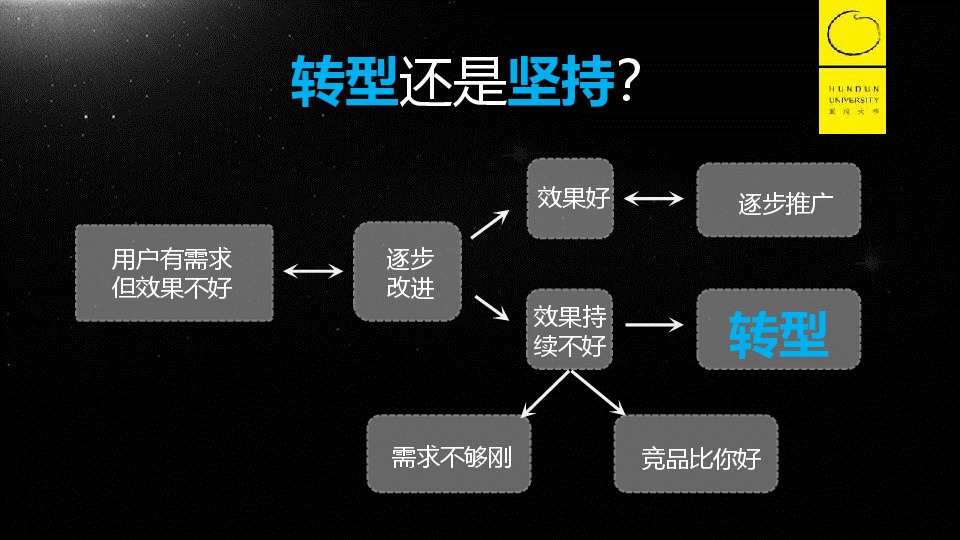 转型还是坚持？
HUNDUN
UNIVERSITY
混沌大学
效果好
逐步推广
用户有需求
但效果不好
逐步
改进
效果持
续不好
转型
需求不够刚
竞品比你好